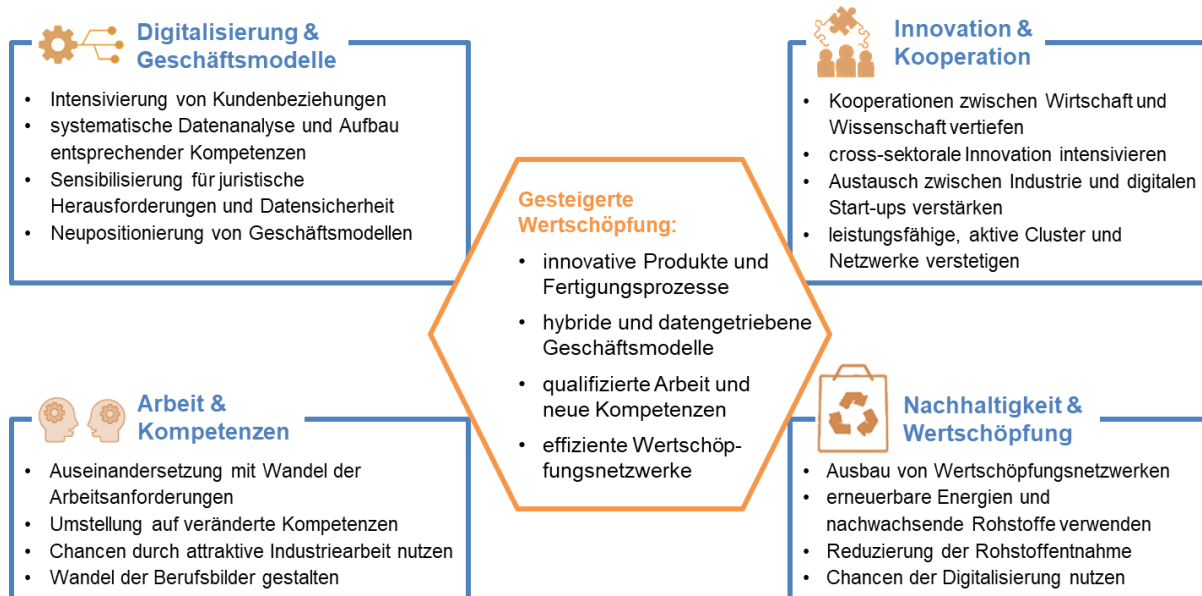 Digitalisierung &
Geschäftsmodelle
• Intensivierung von Kundenbeziehungen
• systematische Datenanalyse und Aufbau
entsprechender Kompetenzen
• Sensibilisierung für juristische
Herausforderungen und Datensicherheit
• Neupositionierung von Geschäftsmodellen
Innovation &
Kooperation
• Kooperationen zwischen Wirtschaft und
Wissenschaft vertiefen
• cross-sektorale Innovation intensivieren
• Austausch zwischen Industrie und digitalen
Start-ups verstärken
• leistungsfähige, aktive Cluster und
Netzwerke verstetigen
Gesteigerte
Wertschöpfung:
• innovative Produkte und
Fertigungsprozesse
• hybride und datengetriebene
Geschäftsmodelle
• qualifizierte Arbeit und
neue Kompetenzen
• effiziente Wertschöp-
fungsnetzwerke
Arbeit &
Kompetenzen
• Auseinandersetzung mit Wandel der
Arbeitsanforderungen
• Umstellung auf veränderte Kompetenzen
• Chancen durch attraktive Industriearbeit nutzen
• Wandel der Berufsbilder gestalten
Nachhaltigkeit &
Wertschöpfung
• Ausbau von Wertschöpfungsnetzwerken
• erneuerbare Energien und
nachwachsende Rohstoffe verwenden
• Reduzierung der Rohstoffentnahme
• Chancen der Digitalisierung nutzen